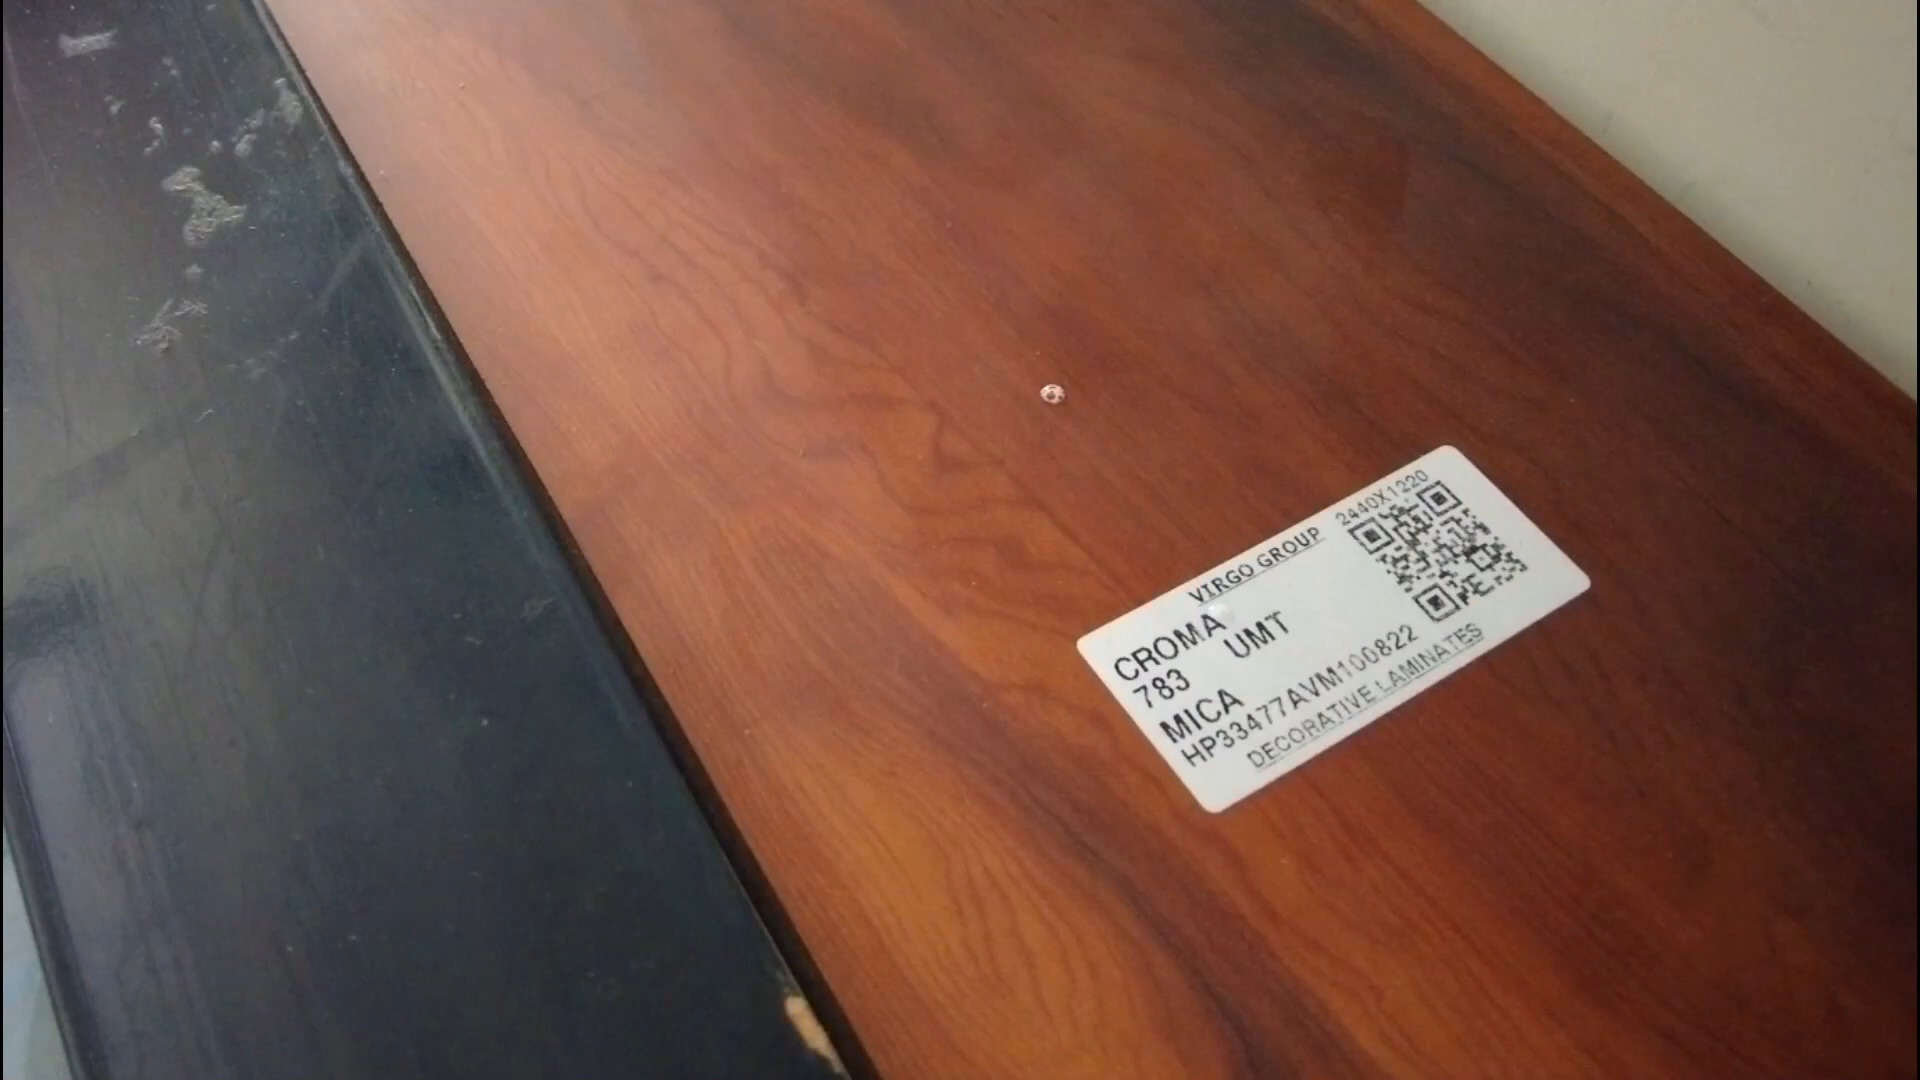 VIRGO GROUP
2440X1220
CROMA
783 UMT
MICA
HP33477AVM100822
DECORATIVE LAMINATES